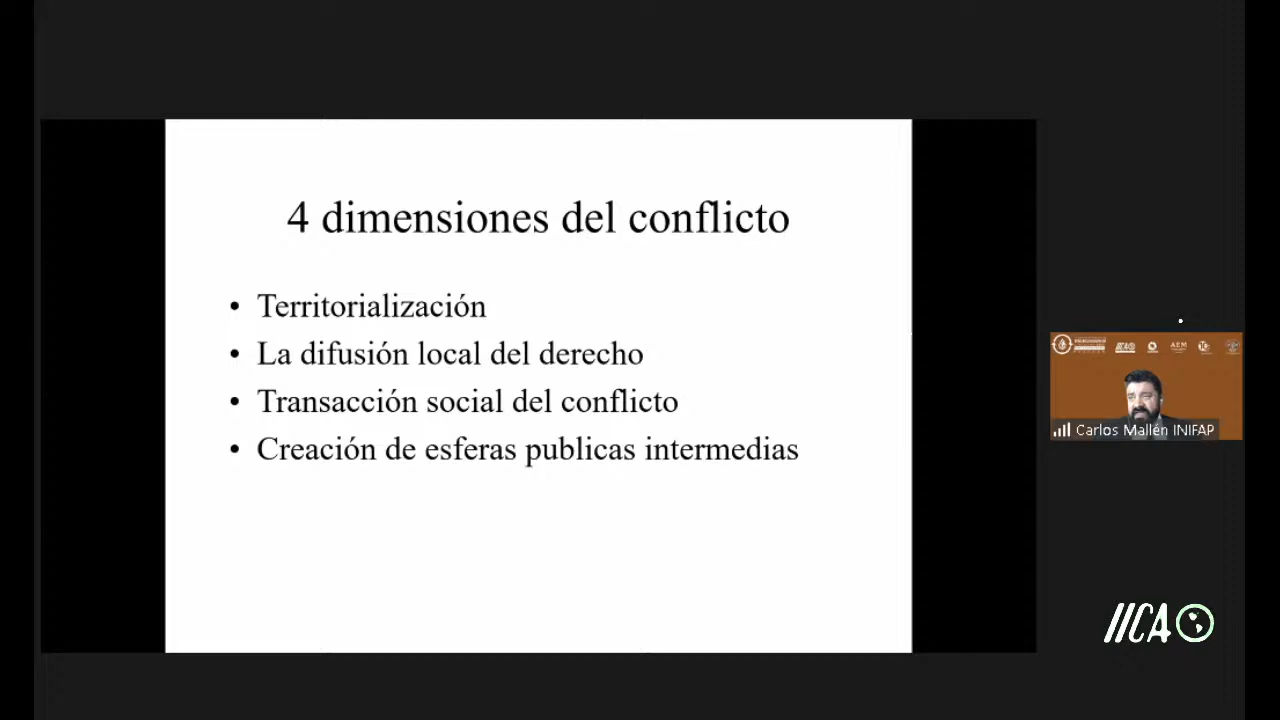 4 dimensiones del conflicto
• Territorialización
• La difusión local del derecho
• Transacción social del conflicto
• Creación de esferas publicas intermedias
Carlos Mallén INIFAP
IICA